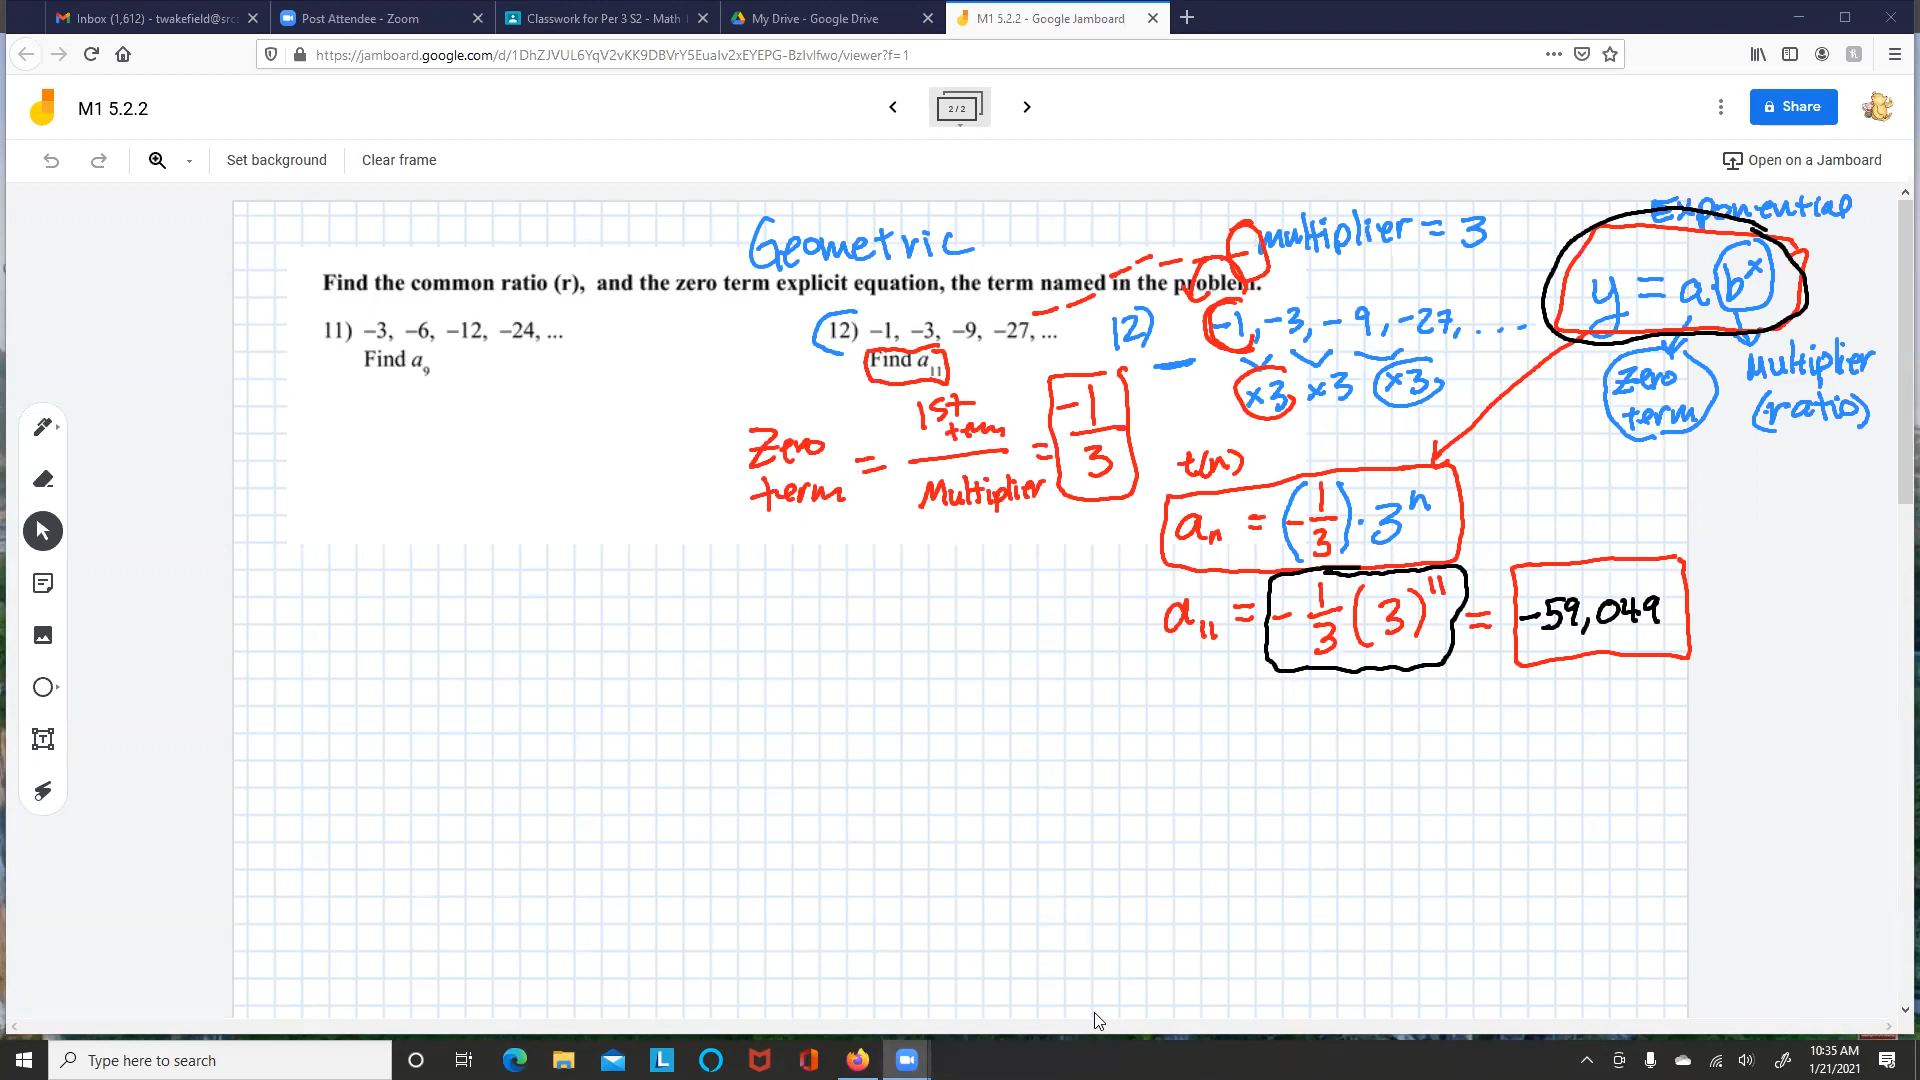 Inbox (1,612) - twakefield@src
Post Attendee - Zoom
Classwork for Per 3 S2 - Math
My Drive - Google Drive
M1 5.2.2 - Google Jamboard
https://jamboard.google.com/d/1DhZJVUL6YqV2vKK9DBVrY5EuaIv2xEYEPG-BzIvlfwo/viewer?f=1
M1 5.2.2
2 / 2
Share
Set background
Clear frame
Open on a Jamboard
Exponential
Geometric
multiplier = 3
y = a · b^x
Find the common ratio (r), and the zero term explicit equation, the term named in the problem.
11) –3, –6, –12, –24, ...
Find a₉
12) –1, –3, –9, –27, ...
Find a₁₁
12) –1, –3, –9, –27, ...
×3, ×3 ×3,
zero term
Multiplier (ratio)
Zero term = 1st term / Multiplier = –1/3
t(n)
aₙ = (–1/3) · 3ⁿ
a₁₁ = –1/3 (3)¹¹ = –59,049
Type here to search
10:35 AM
1/21/2021